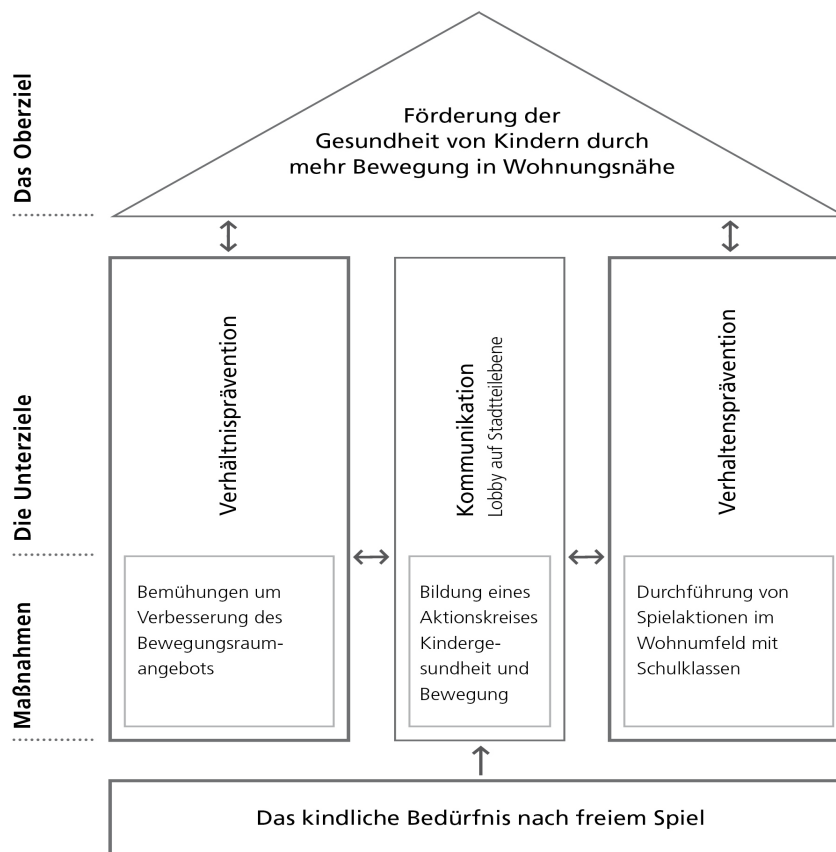 Das Oberziel
Förderung der
Gesundheit von Kindern durch
mehr Bewegung in Wohnungsnähe
Die Unterziele
Verhältnisprävention
Kommunikation
Lobby auf Stadtteilebene
Verhaltensprävention
Maßnahmen
Bemühungen um
Verbesserung des
Bewegungsraum-
angebots
Bildung eines
Aktionskreises
Kinderge-
sundheit und
Bewegung
Durchführung von
Spielaktionen im
Wohnumfeld mit
Schulklassen
Das kindliche Bedürfnis nach freiem Spiel